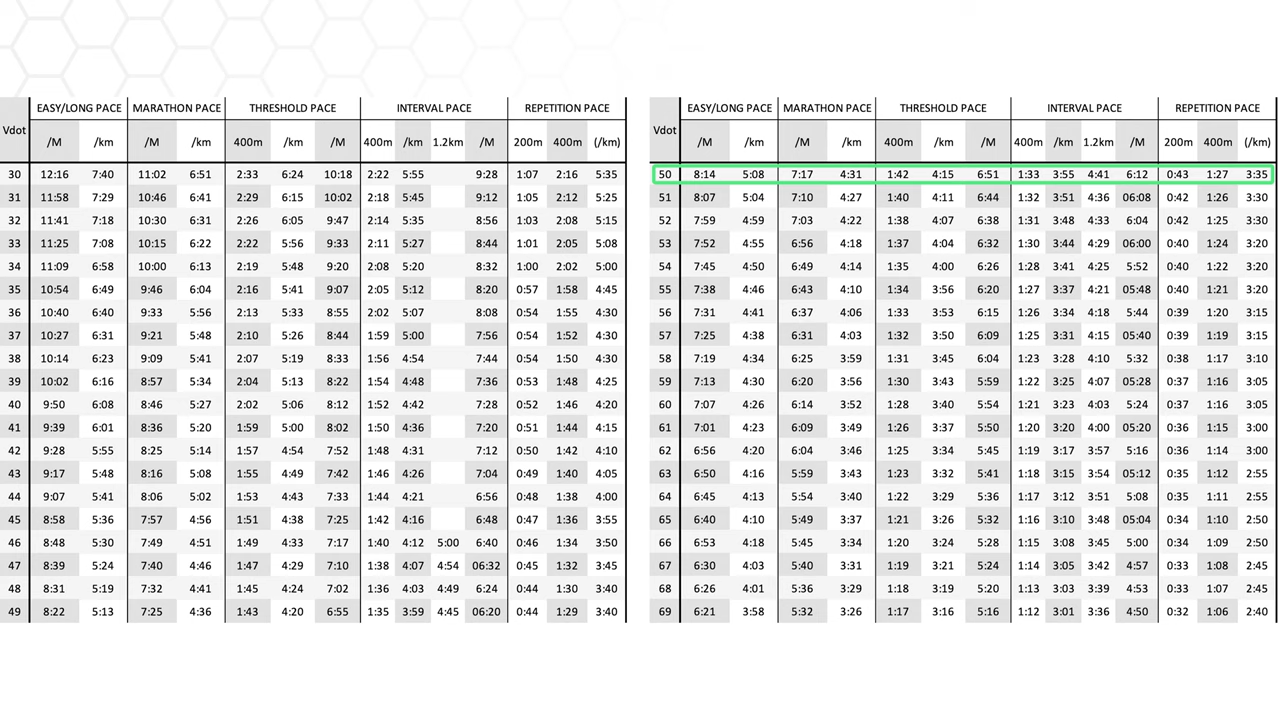 EASY/LONG PACE MARATHON PACE THRESHOLD PACE INTERVAL PACE REPETITION PACE
Vdot /M /km /M /km 400m /km /M 400m /km 1.2km /M 200m 400m (/km)
30 12:16 7:40 11:02 6:51 2:33 6:24 10:18 2:22 5:55 9:28 1:07 2:16 5:35
31 11:58 7:29 10:46 6:41 2:29 6:15 10:02 2:18 5:45 9:12 1:05 2:12 5:25
32 11:41 7:18 10:30 6:31 2:26 6:05 9:47 2:14 5:35 8:56 1:03 2:08 5:15
33 11:25 7:08 10:15 6:22 2:22 5:56 9:33 2:11 5:27 8:44 1:01 2:05 5:08
34 11:09 6:58 10:00 6:13 2:19 5:48 9:20 2:08 5:20 8:32 1:00 2:02 5:00
35 10:54 6:49 9:46 6:04 2:16 5:41 9:07 2:05 5:12 8:20 0:57 1:58 4:45
36 10:40 6:40 9:33 5:56 2:13 5:33 8:55 2:02 5:07 8:08 0:54 1:55 4:30
37 10:27 6:31 9:21 5:48 2:10 5:26 8:44 1:59 5:00 7:56 0:54 1:52 4:30
38 10:14 6:23 9:09 5:41 2:07 5:19 8:33 1:56 4:54 7:44 0:54 1:50 4:30
39 10:02 6:16 8:57 5:34 2:04 5:13 8:22 1:54 4:48 7:36 0:53 1:48 4:25
40 9:50 6:08 8:46 5:27 2:02 5:06 8:12 1:52 4:42 7:28 0:52 1:46 4:20
41 9:39 6:01 8:36 5:20 1:59 5:00 8:02 1:50 4:36 7:20 0:51 1:44 4:15
42 9:28 5:55 8:25 5:14 1:57 4:54 7:52 1:48 4:31 7:12 0:50 1:42 4:10
43 9:17 5:48 8:16 5:08 1:55 4:49 7:42 1:46 4:26 7:04 0:49 1:40 4:05
44 9:07 5:41 8:06 5:02 1:53 4:43 7:33 1:44 4:21 6:56 0:48 1:38 4:00
45 8:58 5:36 7:57 4:56 1:51 4:38 7:25 1:42 4:16 6:48 0:47 1:36 3:55
46 8:48 5:30 7:49 4:51 1:49 4:33 7:17 1:40 4:12 5:00 6:40 0:46 1:34 3:50
47 8:39 5:24 7:40 4:46 1:47 4:29 7:10 1:38 4:07 4:54 06:32 0:45 1:32 3:45
48 8:31 5:19 7:32 4:41 1:45 4:24 7:02 1:36 4:03 4:49 6:24 0:44 1:30 3:40
49 8:22 5:13 7:25 4:36 1:43 4:20 6:55 1:35 3:59 4:45 06:20 0:44 1:29 3:40
EASY/LONG PACE MARATHON PACE THRESHOLD PACE INTERVAL PACE REPETITION PACE
Vdot /M /km /M /km 400m /km /M 400m /km 1.2km /M 200m 400m (/km)
50 8:14 5:08 7:17 4:31 1:42 4:15 6:51 1:33 3:55 4:41 6:12 0:43 1:27 3:35
51 8:07 5:04 7:10 4:27 1:40 4:11 6:44 1:32 3:51 4:36 06:08 0:42 1:26 3:30
52 7:59 4:59 7:03 4:22 1:38 4:07 6:38 1:31 3:48 4:33 6:04 0:42 1:25 3:30
53 7:52 4:55 6:56 4:18 1:37 4:04 6:32 1:30 3:44 4:29 06:00 0:40 1:24 3:20
54 7:45 4:50 6:49 4:14 1:35 4:00 6:26 1:28 3:41 4:25 5:52 0:40 1:22 3:20
55 7:38 4:46 6:43 4:10 1:34 3:56 6:20 1:27 3:37 4:21 05:48 0:40 1:21 3:20
56 7:31 4:41 6:37 4:06 1:33 3:53 6:15 1:26 3:34 4:18 5:44 0:39 1:20 3:15
57 7:25 4:38 6:31 4:03 1:32 3:50 6:09 1:25 3:31 4:15 05:40 0:39 1:19 3:15
58 7:19 4:34 6:25 3:59 1:31 3:45 6:04 1:23 3:28 4:10 5:32 0:38 1:17 3:10
59 7:13 4:30 6:20 3:56 1:30 3:43 5:59 1:22 3:25 4:07 05:28 0:37 1:16 3:05
60 7:07 4:26 6:14 3:52 1:28 3:40 5:54 1:21 3:23 4:03 5:24 0:37 1:16 3:05
61 7:01 4:23 6:09 3:49 1:26 3:37 5:50 1:20 3:20 4:00 05:20 0:36 1:15 3:00
62 6:56 4:20 6:04 3:46 1:25 3:34 5:45 1:19 3:17 3:57 5:16 0:36 1:14 3:00
63 6:50 4:16 5:59 3:43 1:23 3:32 5:41 1:18 3:15 3:54 05:12 0:35 1:12 2:55
64 6:45 4:13 5:54 3:40 1:22 3:29 5:36 1:17 3:12 3:51 5:08 0:35 1:11 2:55
65 6:40 4:10 5:49 3:37 1:21 3:26 5:32 1:16 3:10 3:48 05:04 0:34 1:10 2:50
66 6:53 4:18 5:45 3:34 1:20 3:24 5:28 1:15 3:08 3:45 5:00 0:34 1:09 2:50
67 6:30 4:03 5:40 3:31 1:19 3:21 5:24 1:14 3:05 3:42 4:57 0:33 1:08 2:45
68 6:26 4:01 5:36 3:29 1:18 3:19 5:20 1:13 3:03 3:39 4:53 0:33 1:07 2:45
69 6:21 3:58 5:32 3:26 1:17 3:16 5:16 1:12 3:01 3:36 4:50 0:32 1:06 2:40